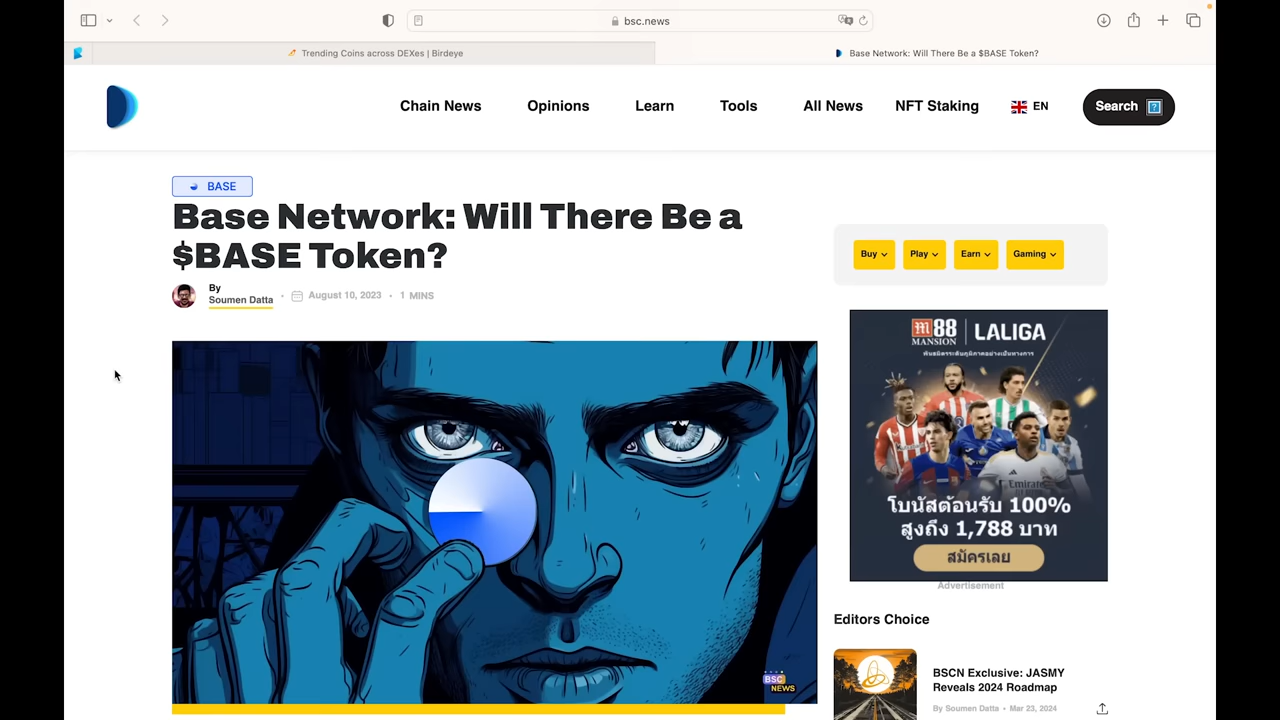 bsc.news
Trending Coins across DEXes | Birdeye
Base Network: Will There Be a $BASE Token?
Chain News
Opinions
Learn
Tools
All News
NFT Staking
EN
Search
BASE
Base Network: Will There Be a
$BASE Token?
By
Soumen Datta
• August 10, 2023 • 1 MINS
Buy
Play
Earn
Gaming
M88
MANSION
LALIGA
โบนัสต้อนรับ 100%
สูงถึง 1,788 บาท
สมัครเลย
Advertisement
Editors Choice
BSC
NEWS
BSCN Exclusive: JASMY
Reveals 2024 Roadmap
By Soumen Datta • Mar 23, 2024